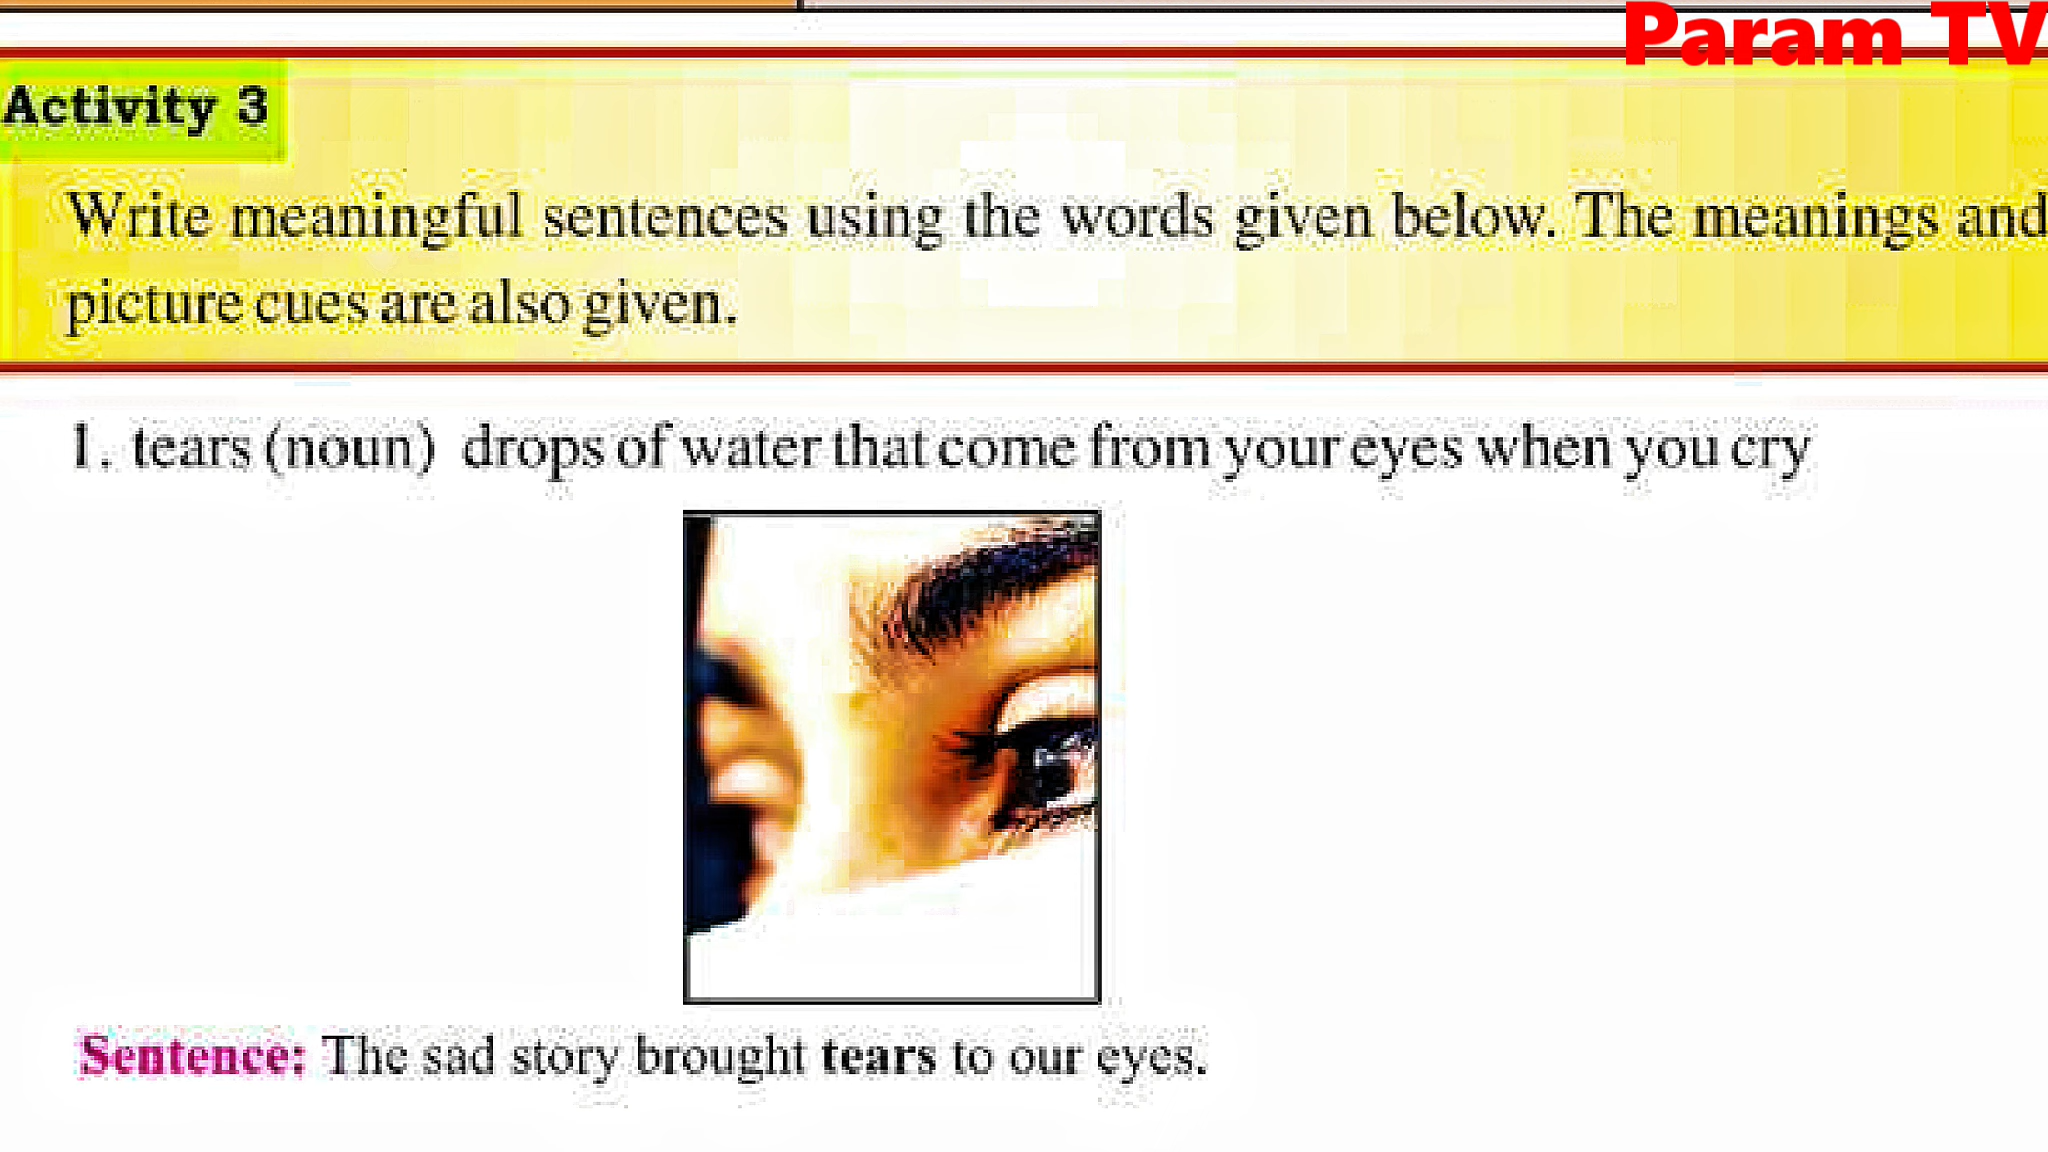 Param TV
Activity 3
Write meaningful sentences using the words given below. The meanings and
picture cues are also given.
1. tears (noun) drops of water that come from your eyes when you cry
Sentence: The sad story brought tears to our eyes.